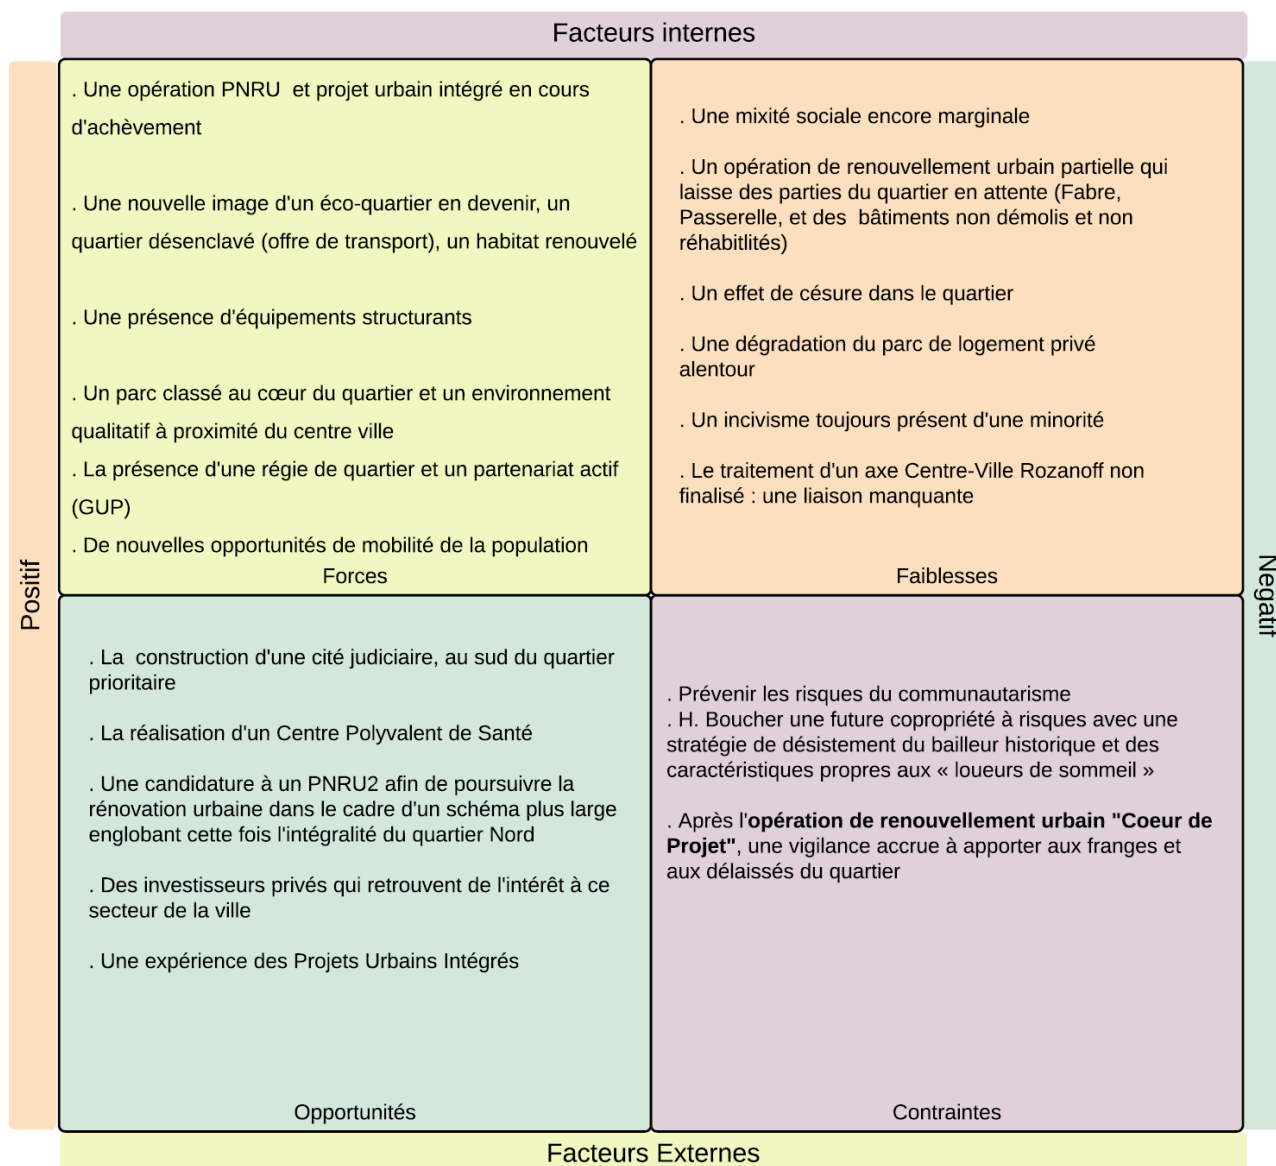 Facteurs internes
Positif
. Une opération PNRU  et projet urbain intégré en cours
d'achèvement
. Une nouvelle image d'un éco-quartier en devenir, un
quartier désenclavé (offre de transport), un habitat renouvelé
. Une présence d'équipements structurants
. Un parc classé au cœur du quartier et un environnement
qualitatif à proximité du centre ville
. La présence d'une régie de quartier et un partenariat actif
(GUP)
. De nouvelles opportunités de mobilité de la population
Forces
. Une mixité sociale encore marginale
. Un opération de renouvellement urbain partielle qui
laisse des parties du quartier en attente (Fabre,
Passerelle, et des  bâtiments non démolis et non
réhabitlités)
. Un effet de césure dans le quartier
. Une dégradation du parc de logement privé
alentour
. Un incivisme toujours présent d'une minorité
. Le traitement d'un axe Centre-Ville Rozanoff non
finalisé : une liaison manquante
Faiblesses
Negatif
. La  construction d'une cité judiciaire, au sud du quartier
prioritaire
. La réalisation d'un Centre Polyvalent de Santé
. Une candidature à un PNRU2 afin de poursuivre la
rénovation urbaine dans le cadre d'un schéma plus large
englobant cette fois l'intégralité du quartier Nord
. Des investisseurs privés qui retrouvent de l'intérêt à ce
secteur de la ville
. Une expérience des Projets Urbains Intégrés
Opportunités
. Prévenir les risques du communautarisme
. H. Boucher une future copropriété à risques avec une
stratégie de désistement du bailleur historique et des
caractéristiques propres aux « loueurs de sommeil »
. Après l'opération de renouvellement urbain "Coeur de
Projet", une vigilance accrue à apporter aux franges et
aux délaissés du quartier
Contraintes
Facteurs Externes